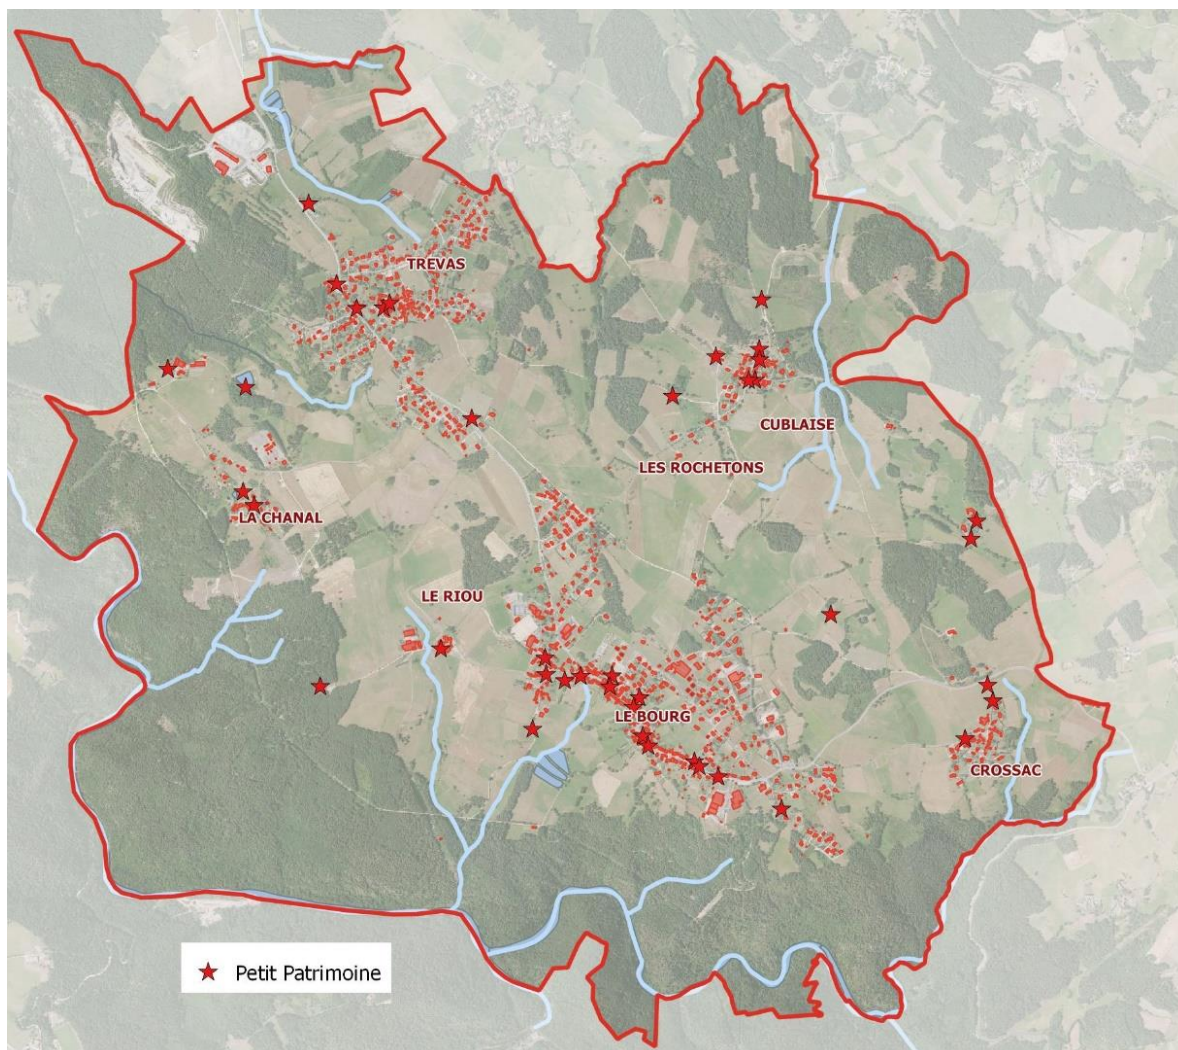 TREVAS
CUBLAISE
LES ROCHETONS
LA CHANAL
LE RIOU
LE BOURG
CROSSAC
Petit Patrimoine